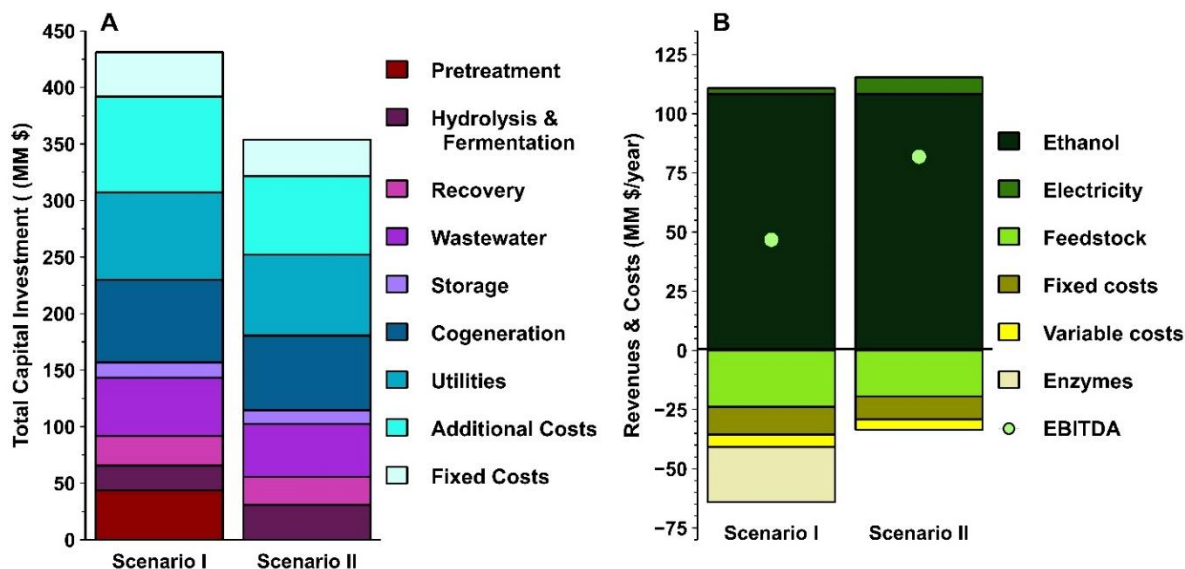 A
Total Capital Investment ( (MM $)
450
400
350
300
250
200
150
100
50
0
Scenario I
Scenario II
Pretreatment
Hydrolysis &
Fermentation
Recovery
Wastewater
Storage
Cogeneration
Utilities
Additional Costs
Fixed Costs
B
Revenues & Costs (MM $/year)
125
100
75
50
25
0
−25
−50
−75
Scenario I
Scenario II
Ethanol
Electricity
Feedstock
Fixed costs
Variable costs
Enzymes
EBITDA